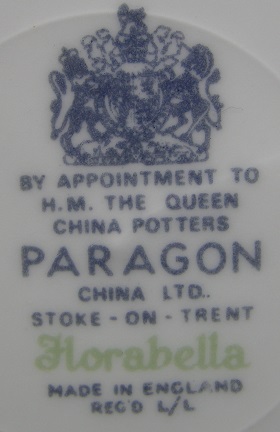 BY APPOINTMENT TO
H.M. THE QUEEN
CHINA POTTERS
PARAGON
CHINA LTD..
STOKE - ON - TRENT
Florabella
MADE IN ENGLAND
REG'D L/L